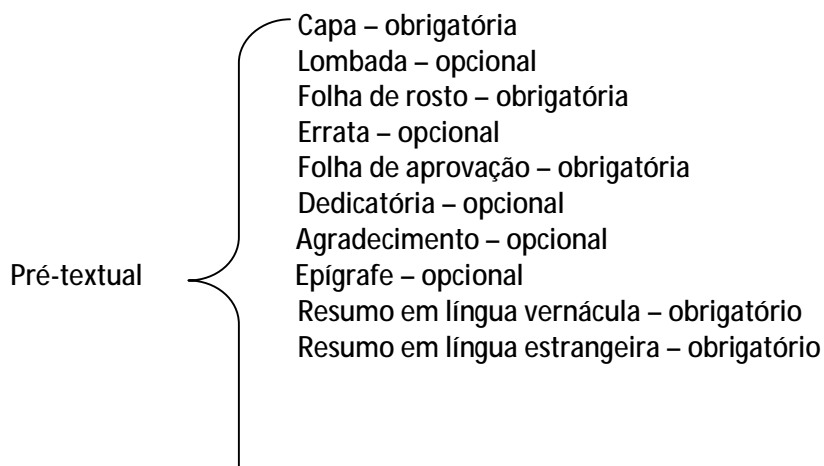 Capa – obrigatória
Lombada – opcional
Folha de rosto – obrigatória
Errata – opcional
Folha de aprovação – obrigatória
Dedicatória – opcional
Agradecimento – opcional
Pré-textual Epígrafe – opcional
Resumo em língua vernácula – obrigatório
Resumo em língua estrangeira – obrigatório